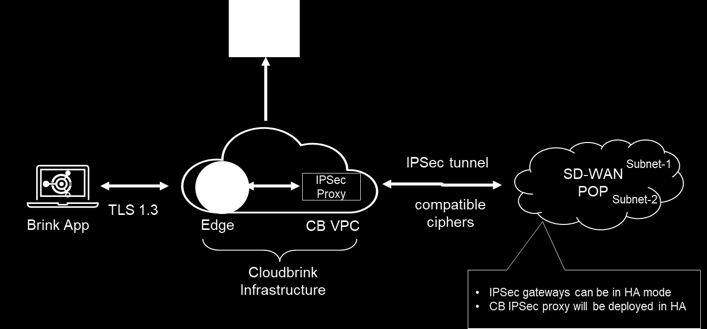 IPSec tunnel
Subnet-1
IPSec
Proxy
SD-WAN
POP
Subnet-2
TLS 1.3
compatible
ciphers
Brink App
Edge
CB VPC
Cloudbrink
Infrastructure
• IPSec gateways can be in HA mode
• CB IPSec proxy will be deployed in HA